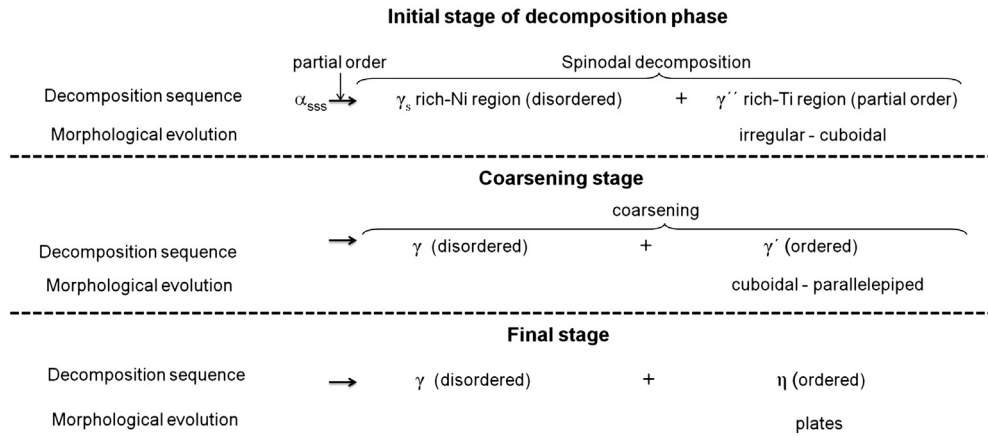 Initial stage of decomposition phase
partial order Spinodal decomposition
Decomposition sequence αsss → γs rich-Ni region (disordered) + γ´´ rich-Ti region (partial order)
Morphological evolution irregular - cuboidal
Coarsening stage
coarsening
Decomposition sequence → γ (disordered) + γ´ (ordered)
Morphological evolution cuboidal - parallelepiped
Final stage
Decomposition sequence → γ (disordered) + η (ordered)
Morphological evolution plates